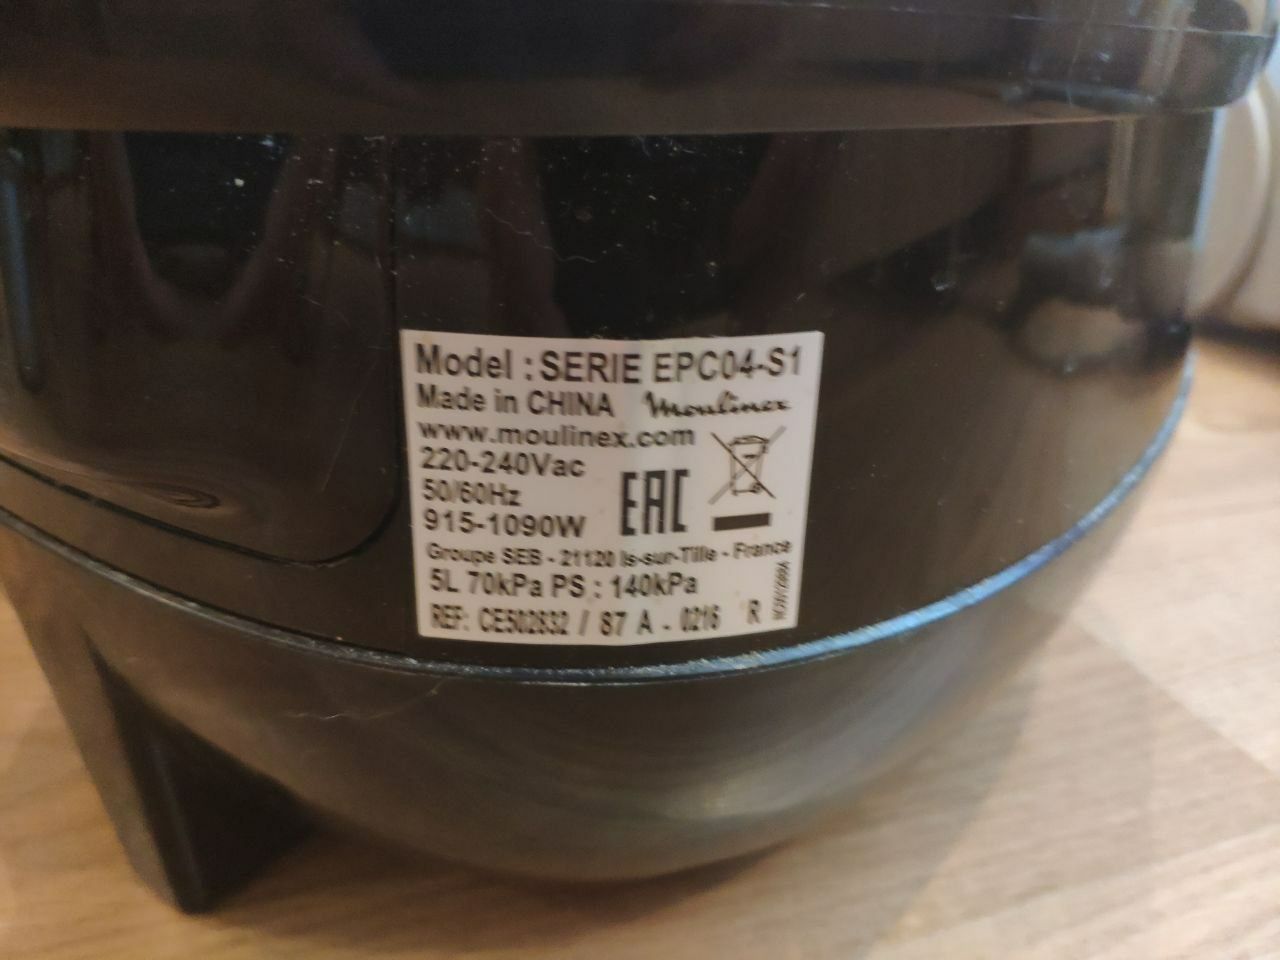 Model : SERIE EPC04-S1
Made in CHINA Moulinex
www.moulinex.com
220-240Vac
50/60Hz
EAC
915-1090W
Groupe SEB - 21120 Is-sur-Tille - France
5L 70kPa PS : 140kPa
REF: CE502832 / 87 A - 0216 R